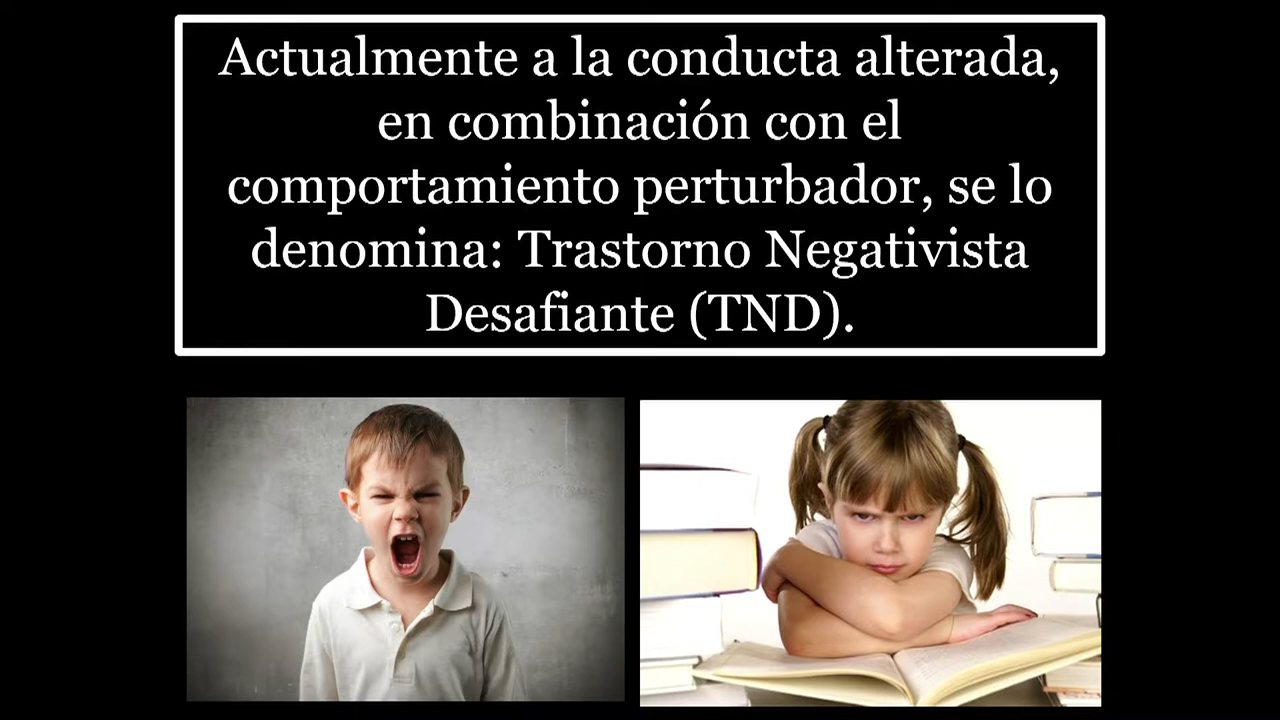 Actualmente a la conducta alterada,
en combinación con el
comportamiento perturbador, se lo
denomina: Trastorno Negativista
Desafiante (TND).